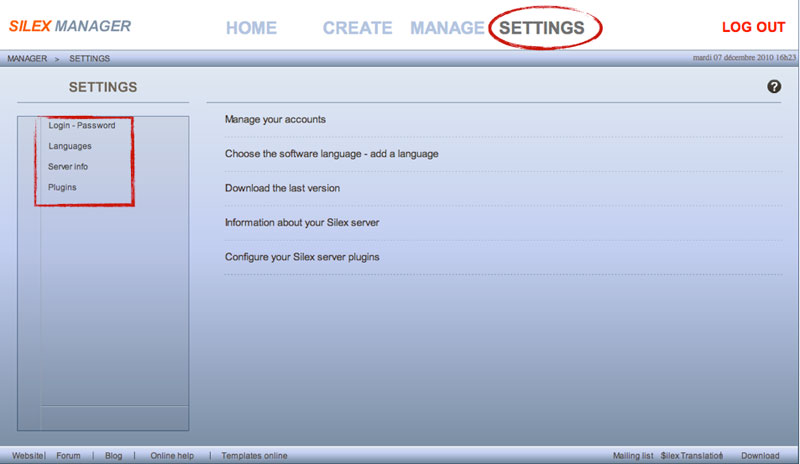 SILEX MANAGER HOME CREATE MANAGE SETTINGS LOG OUT
MANAGER > SETTINGS mardi 07 décembre 2010 16h23
SETTINGS ?
Login - Password
Languages
Server info
Plugins
Manage your accounts
Choose the software language - add a language
Download the last version
Information about your Silex server
Configure your Silex server plugins
Website| Forum | Blog | Online help | Templates online Mailing list Silex Translation Download